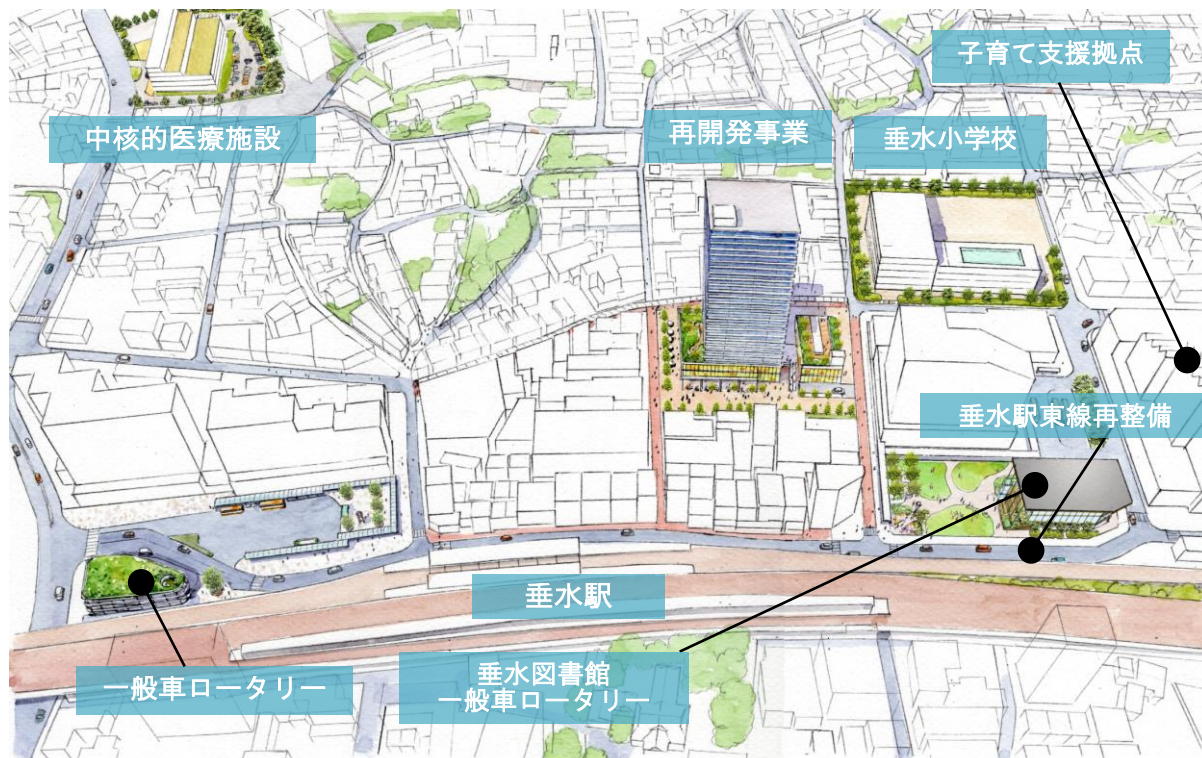 子育て支援拠点
中核的医療施設
再開発事業
垂水小学校
垂水駅東線再整備
垂水駅
一般車ロータリー
垂水図書館
一般車ロータリー